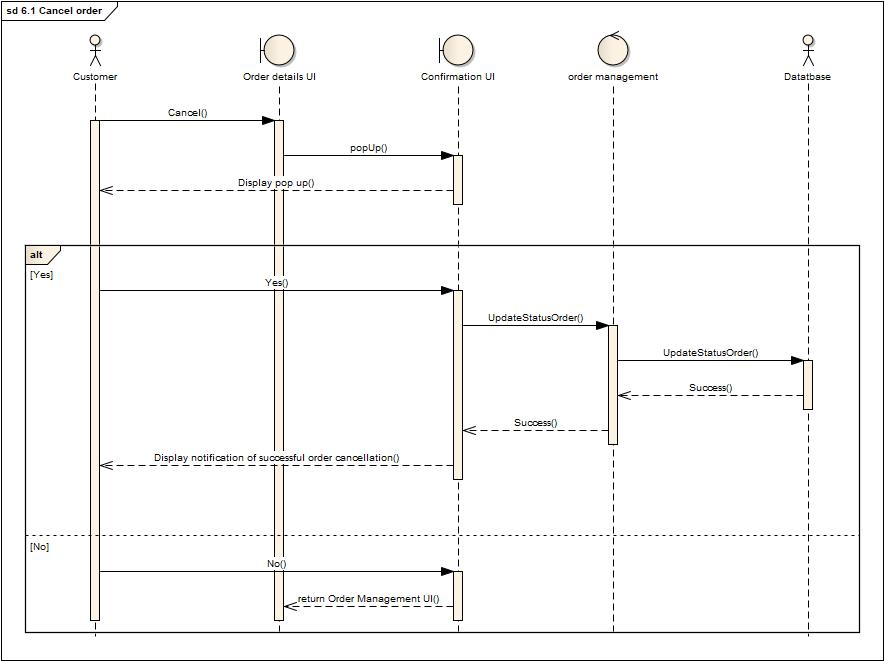 sd 6.1 Cancel order
Customer
Order details UI
Confirmation UI
order management
Datatbase
Cancel()
popUp()
Display pop up()
alt
[Yes]
Yes()
UpdateStatusOrder()
UpdateStatusOrder()
Success()
Success()
Display notification of successful order cancellation()
[No]
No()
return Order Management UI()